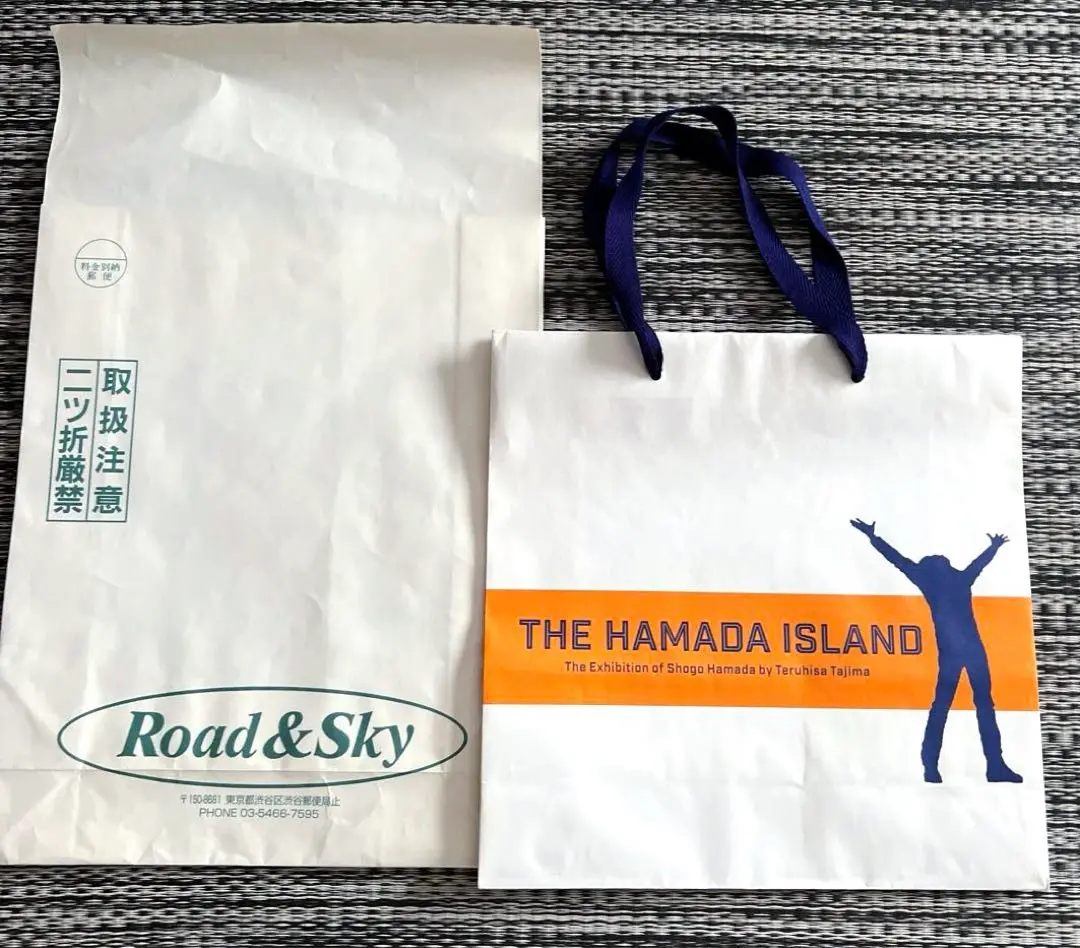 料金別納
郵便
取扱注意
二ツ折厳禁
Road&Sky
〒150-8681 東京都渋谷区渋谷郵便局止
PHONE 03-5466-7595
THE HAMADA ISLAND
The Exhibition of Shogo Hamada by Teruhisa Tajima